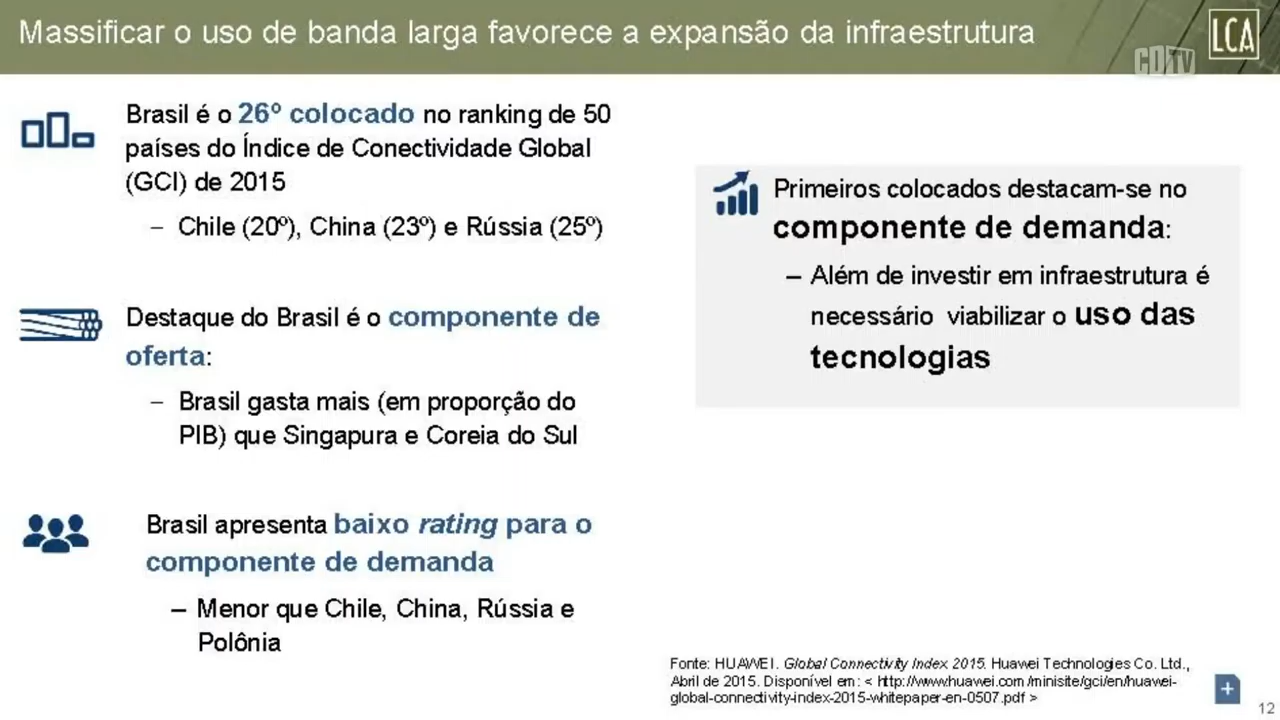 Massificar o uso de banda larga favorece a expansão da infraestrutura
LCA
CDTV
Brasil é o 26º colocado no ranking de 50
países do Índice de Conectividade Global
(GCI) de 2015
– Chile (20º), China (23º) e Rússia (25º)
Destaque do Brasil é o componente de
oferta:
– Brasil gasta mais (em proporção do
PIB) que Singapura e Coreia do Sul
Brasil apresenta baixo rating para o
componente de demanda
– Menor que Chile, China, Rússia e
Polônia
Primeiros colocados destacam-se no
componente de demanda:
– Além de investir em infraestrutura é
necessário viabilizar o uso das
tecnologias
Fonte: HUAWEI. Global Connectivity Index 2015. Huawei Technologies Co. Ltd.,
Abril de 2015. Disponível em: < http://www.huawei.com/minisite/gci/en/huawei-
global-connectivity-index-2015-whitepaper-en-0507.pdf >
12